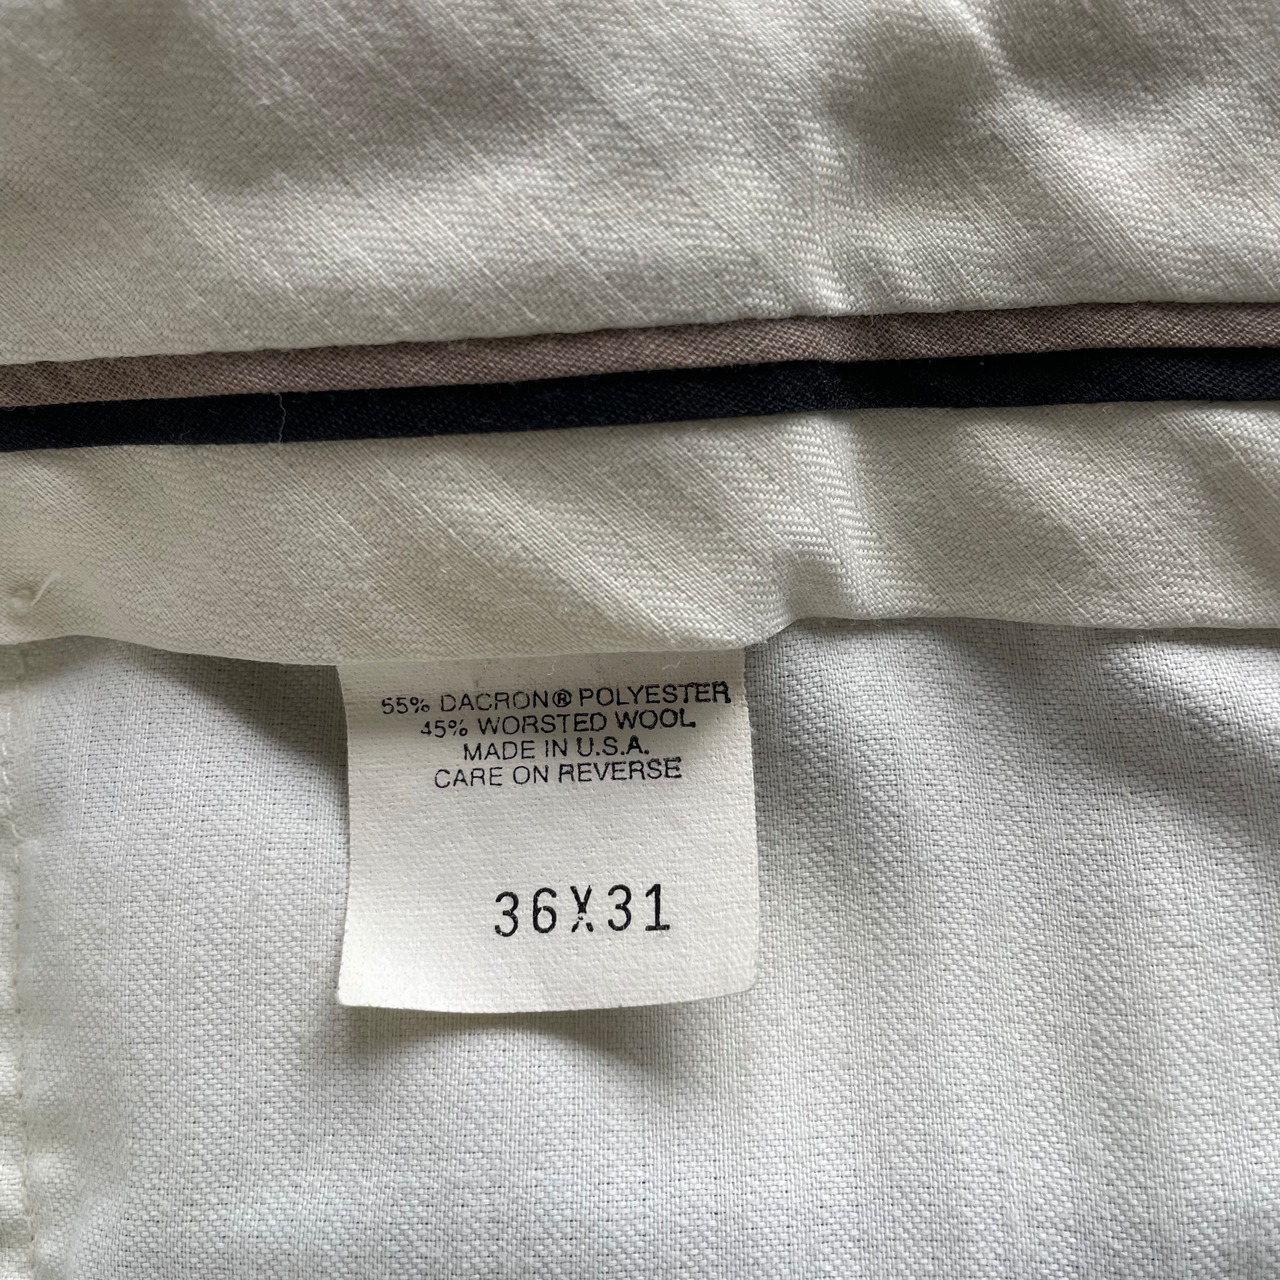 55% DACRON® POLYESTER
45% WORSTED WOOL
MADE IN U.S.A.
CARE ON REVERSE
36X31